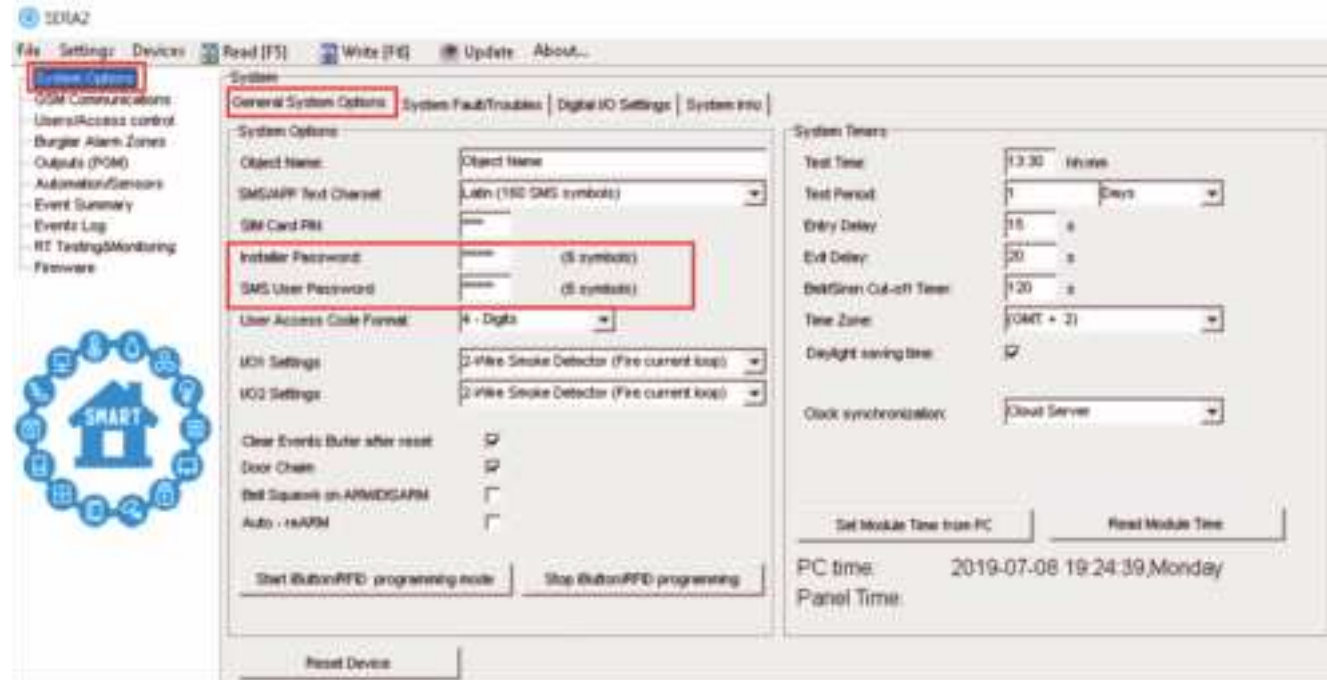 SERA2
File Settings Devices Read [F5] Write [F6] Update About...
System Options
GSM Communications
Users/Access control
Burglar Alarm Zones
Outputs (PGM)
Automation/Sensors
Event Summary
Events Log
RT Testing&Monitoring
Firmware
SMART
System
General System Options System Fault/Troubles Digital I/O Settings System Info
System Options
Object Name: Object Name
SMS/APP Text Charset: Latin (160 SMS symbols)
SIM Card PIN: ****
Installer Password: ****** (6 symbols)
SMS User Password: ****** (6 symbols)
User Access Code Format: 4 - Digits
I/O1 Settings 2-Wire Smoke Detector (Fire current loop)
I/O2 Settings 2-Wire Smoke Detector (Fire current loop)
Clear Events Bufer after reset
Door Chaim
Bell Squawk on ARM/DISARM
Auto - reARM
Start iButton/RFID programming mode Stop iButton/RFID programming
Reset Device
System Timers
Test Time: 13:30 hh:mm
Test Period: 1 Days
Entry Delay 15 s
Exit Delay: 20 s
Bell/Siren Cut-off Timer: 120 s
Time Zone: (GMT + 2)
Daylight saving time:
Clock synchronization: Cloud Server
Set Module Time from PC Read Module Time
PC time: 2019-07-08 19:24:39,Monday
Panel Time: